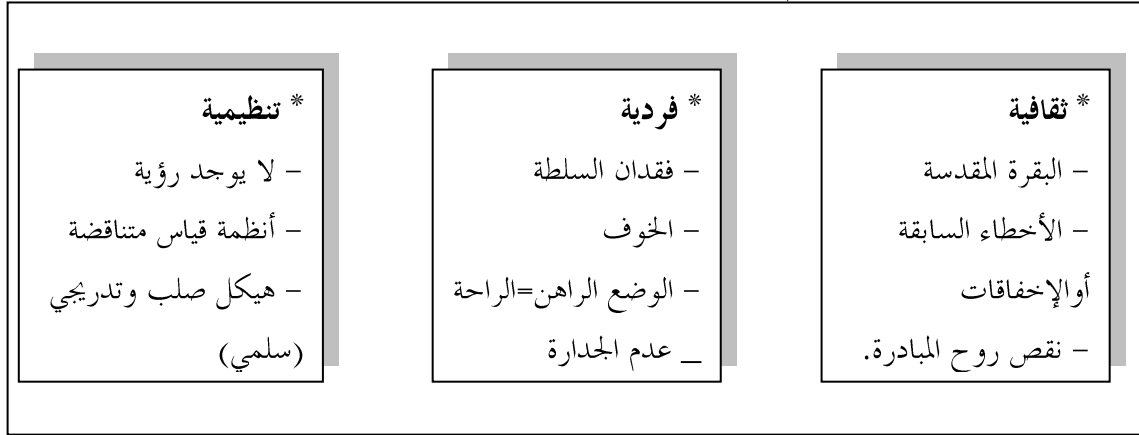 * ثقافية
– البقرة المقدسة
– الأخطاء السابقة
أوالإخفاقات
– نقص روح المبادرة.
* فردية
– فقدان السلطة
– الخوف
– الوضع الراهن=الراحة
_ عدم الجدارة
* تنظيمية
– لا يوجد رؤية
– أنظمة قياس متناقضة
– هيكل صلب وتدريجي
(سلمي)